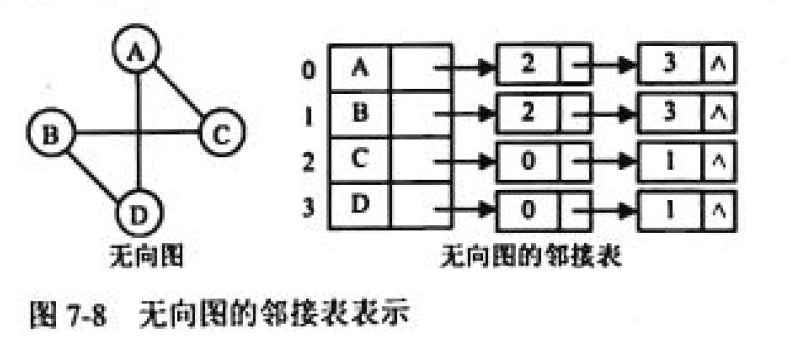 A
B
C
D
无向图
0 A 2 3 ∧
1 B 2 3 ∧
2 C 0 1 ∧
3 D 0 1 ∧
无向图的邻接表
图 7-8 无向图的邻接表表示